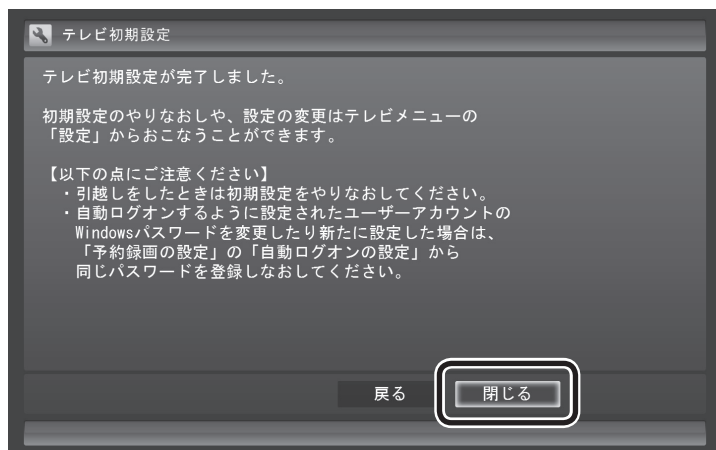 テレビ初期設定
テレビ初期設定が完了しました。
初期設定のやりなおしや、設定の変更はテレビメニューの
「設定」からおこなうことができます。
【以下の点にご注意ください】
・引越しをしたときは初期設定をやりなおしてください。
・自動ログオンするように設定されたユーザーアカウントの
Windowsパスワードを変更したり新たに設定した場合は、
「予約録画の設定」の「自動ログオンの設定」から
同じパスワードを登録しなおしてください。
戻る 閉じる